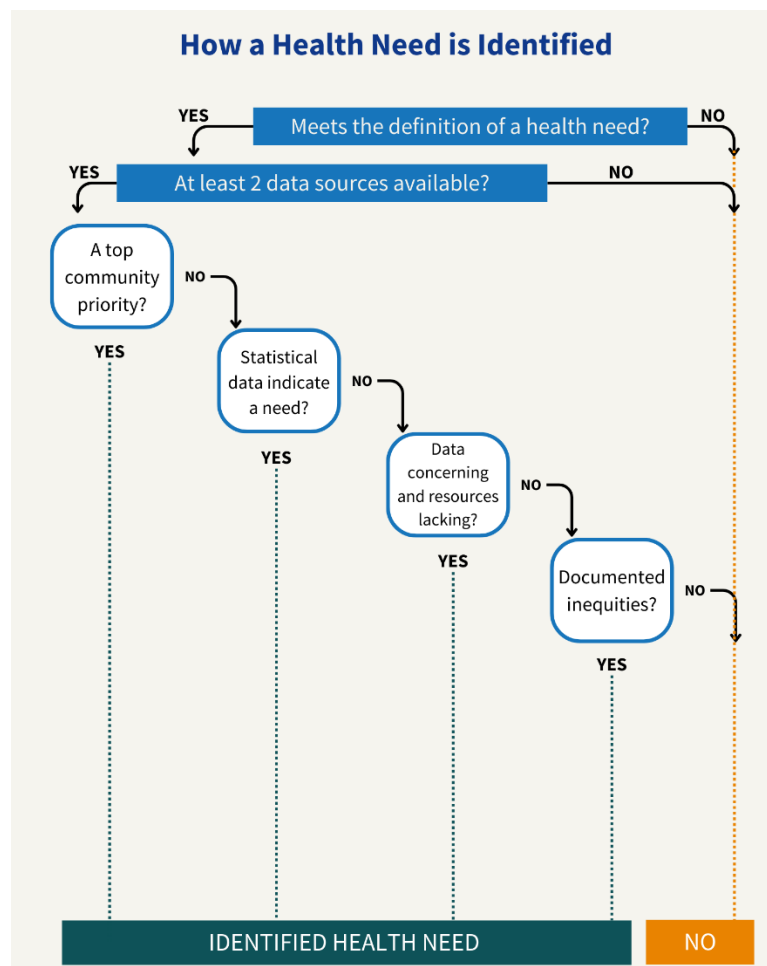 How a Health Need is Identified
YES
Meets the definition of a health need?
NO
YES
At least 2 data sources available?
NO
A top
community
priority?
NO
YES
Statistical
data indicate
a need?
NO
YES
Data
concerning
and resources
lacking?
NO
YES
Documented
inequities?
NO
YES
IDENTIFIED HEALTH NEED
NO